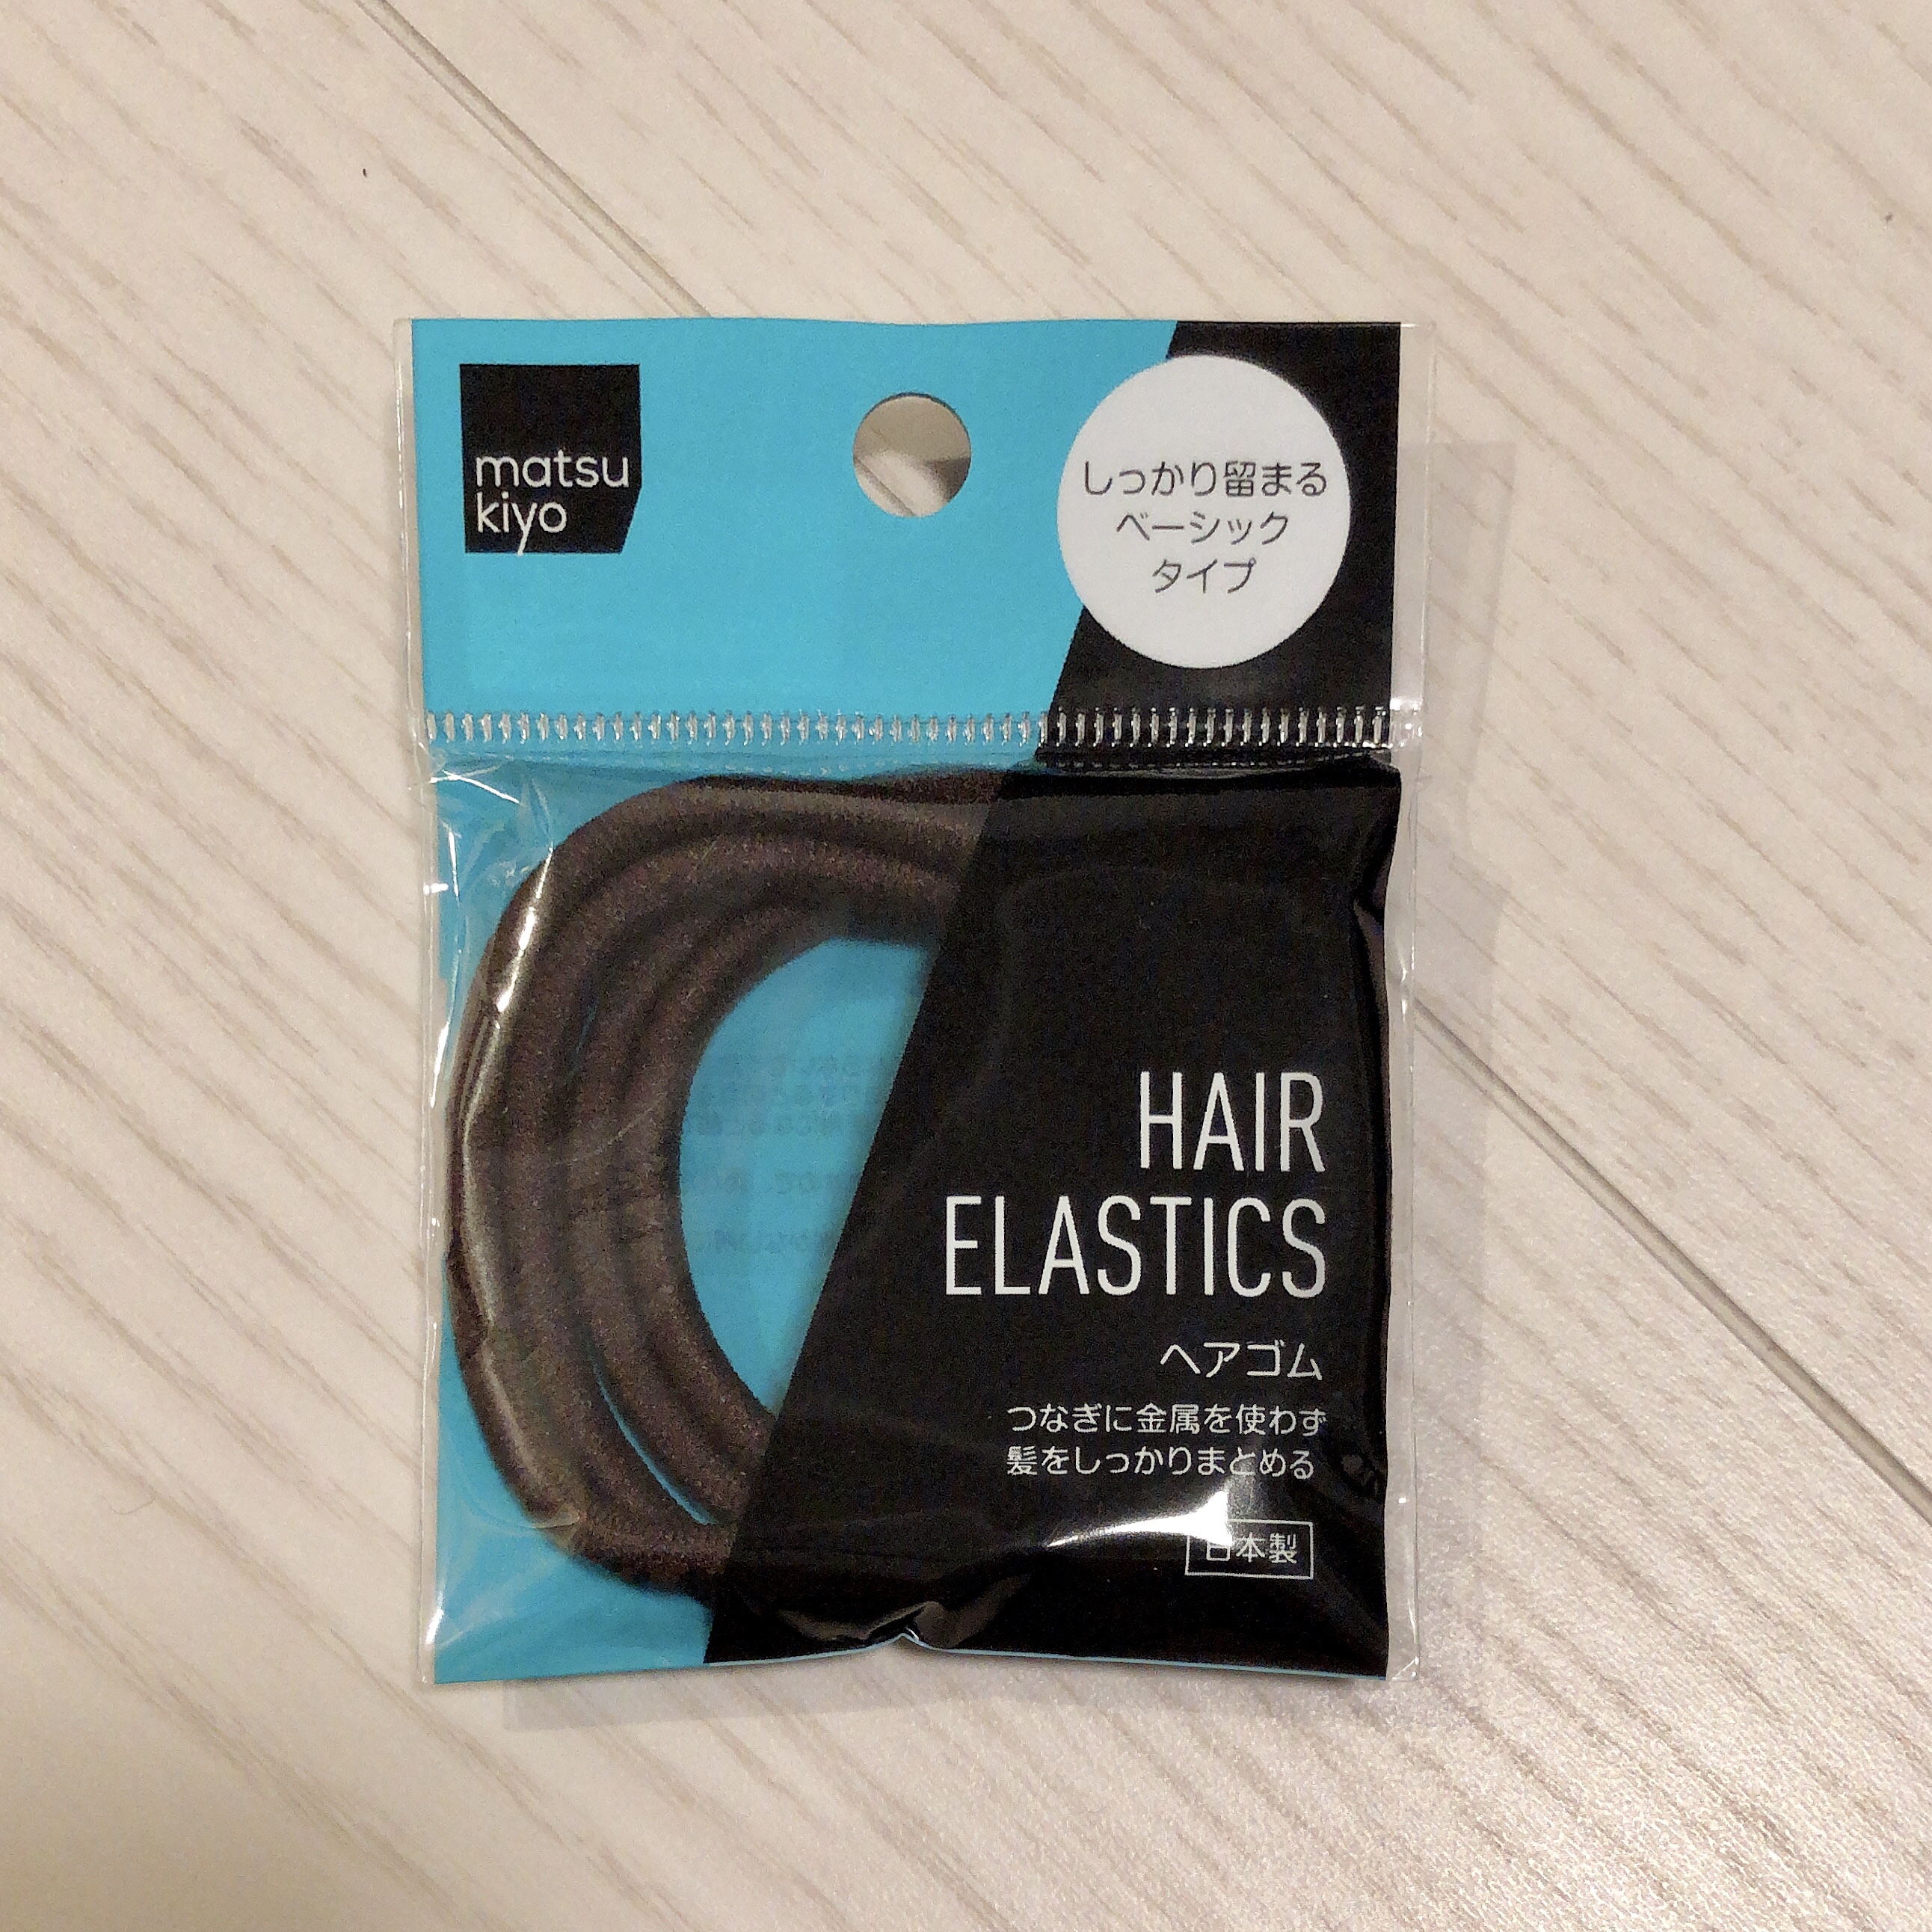 matsu
kiyo
しっかり留まる
ベーシック
タイプ
HAIR
ELASTICS
ヘアゴム
つなぎに金属を使わず
髪をしっかりまとめる
日本製